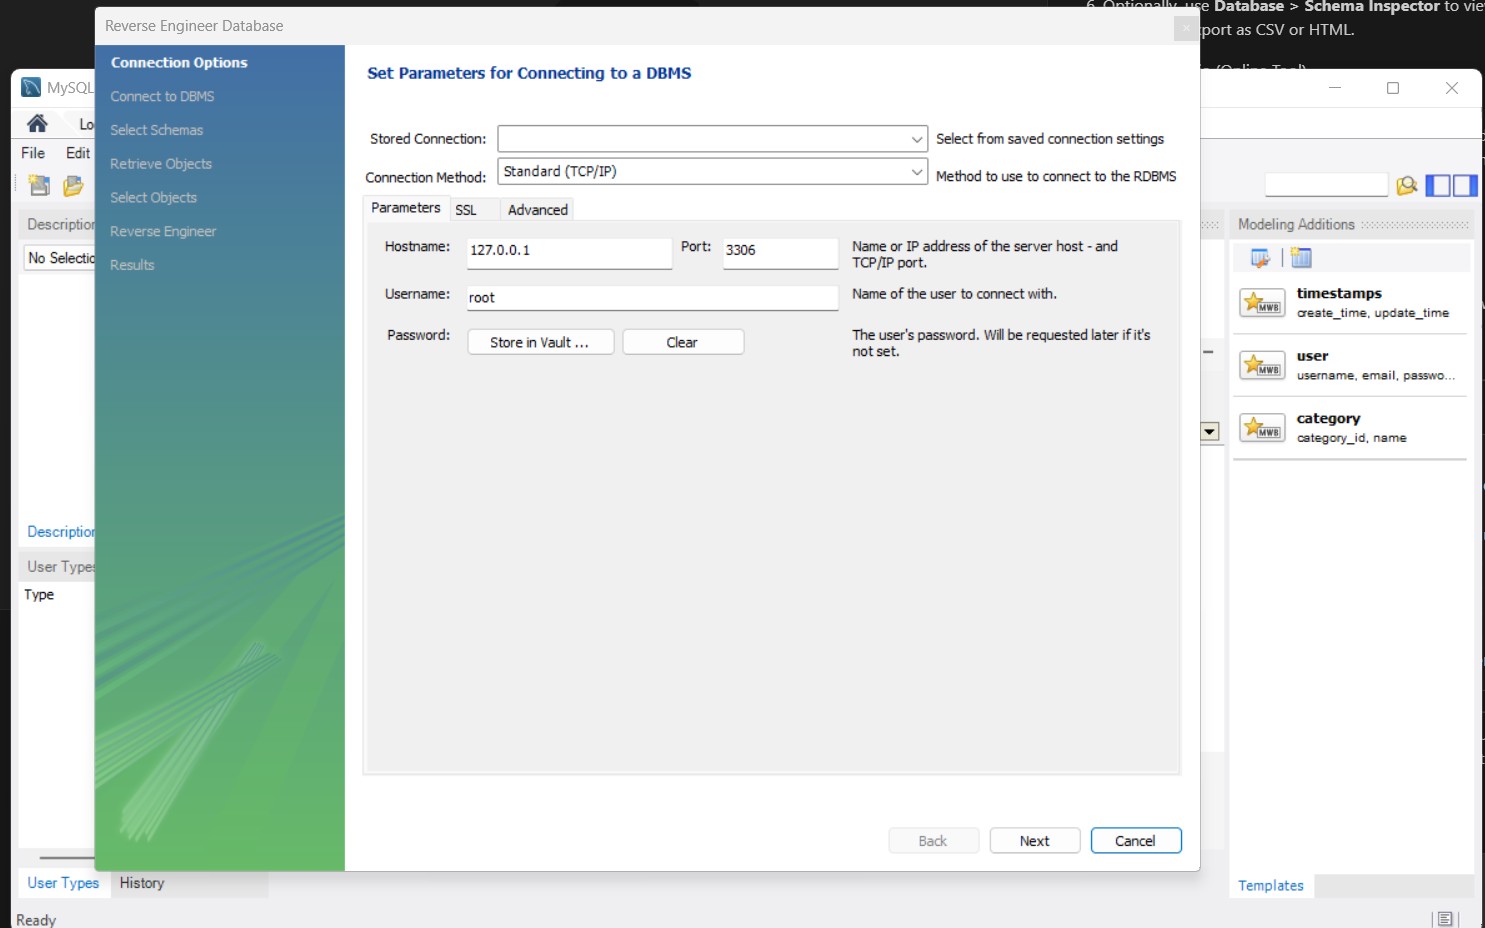 6. Optionally, use Database > Schema Inspector to
port as CSV or HTML.
Reverse Engineer Database
MySQL
Lo
File Edit
Description
No Selectio
Description
User Types
Type
User Types History
Ready
Connection Options
Connect to DBMS
Select Schemas
Retrieve Objects
Select Objects
Reverse Engineer
Results
Set Parameters for Connecting to a DBMS
Stored Connection: Select from saved connection settings
Connection Method: Standard (TCP/IP) Method to use to connect to the RDBMS
Parameters SSL Advanced
Hostname: 127.0.0.1 Port: 3306 Name or IP address of the server host - and
TCP/IP port.
Username: root Name of the user to connect with.
Password: Store in Vault ... Clear The user's password. Will be requested later if it's
not set.
Back Next Cancel
Modeling Additions
timestamps
create_time, update_time
user
username, email, passwo...
category
category_id, name
Templates